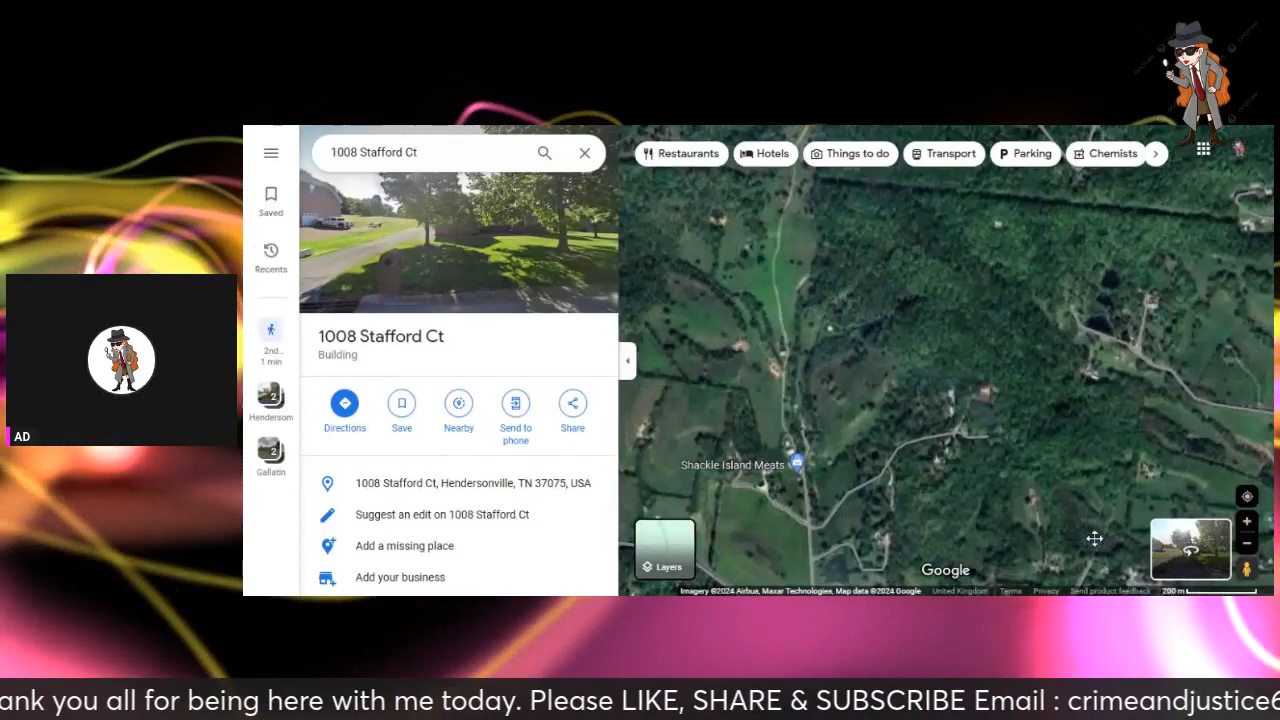 1008 Stafford Ct
Restaurants
Hotels
Things to do
Transport
Parking
Chemists
Saved
Recents
2nd...
1 min
2
Henderson
2
Gallatin
1008 Stafford Ct
Building
Directions
Save
Nearby
Send to
phone
Share
1008 Stafford Ct, Hendersonville, TN 37075, USA
Suggest an edit on 1008 Stafford Ct
Add a missing place
Add your business
Shackle Island Meats
Layers
Google
Imagery ©2024 Airbus, Maxar Technologies, Map data ©2024 Google
United Kingdom
Terms
Privacy
Send product feedback
200 m
AD
ank you all for being here with me today. Please LIKE, SHARE & SUBSCRIBE Email : crimeandjustice6